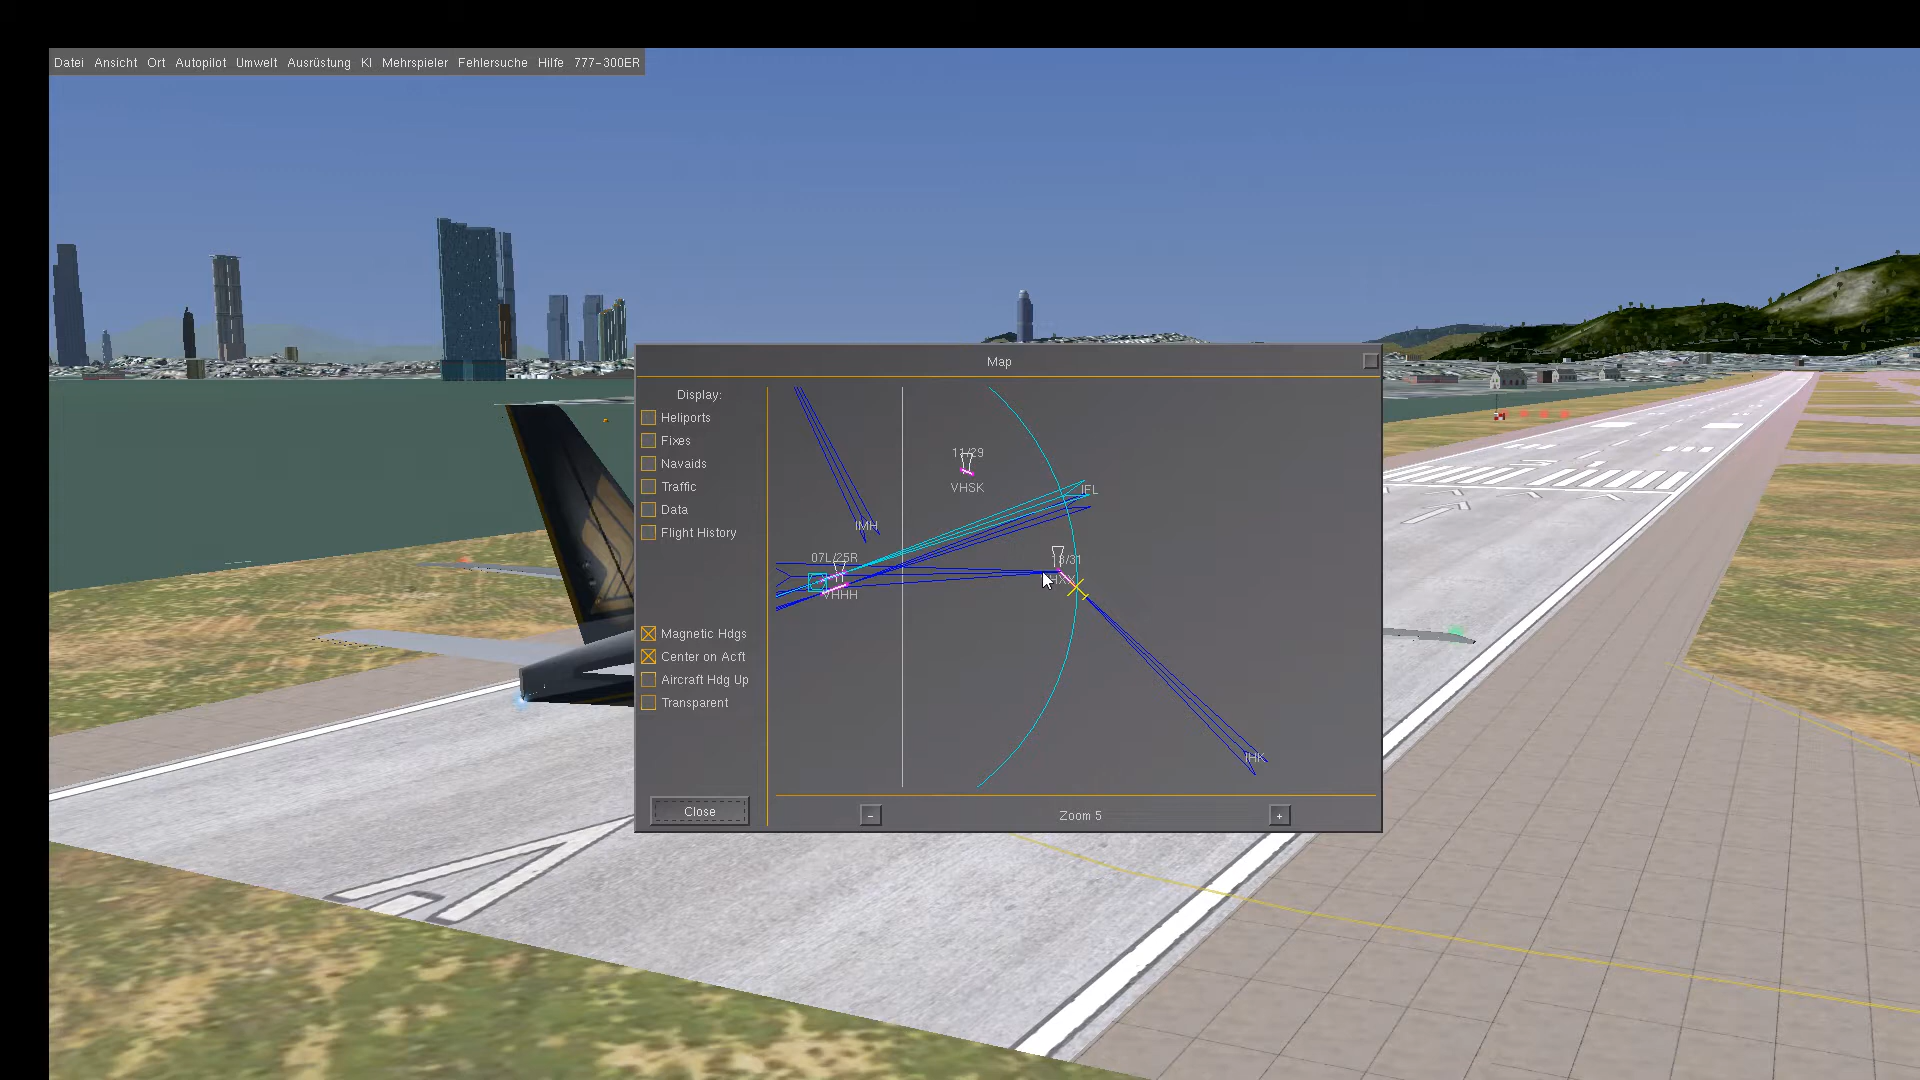 Datei Ansicht Ort Autopilot Umwelt Ausrüstung KI Mehrspieler Fehlersuche Hilfe 777-300ER
Map
Display:
Heliports
Fixes
Navaids
Traffic
Data
Flight History
Magnetic Hdgs
Center on Acft
Aircraft Hdg Up
Transparent
Close
11/29
VHSK
IFL
IMH
07L/25R
VHHH
13/31
IHK
-
Zoom 5
+